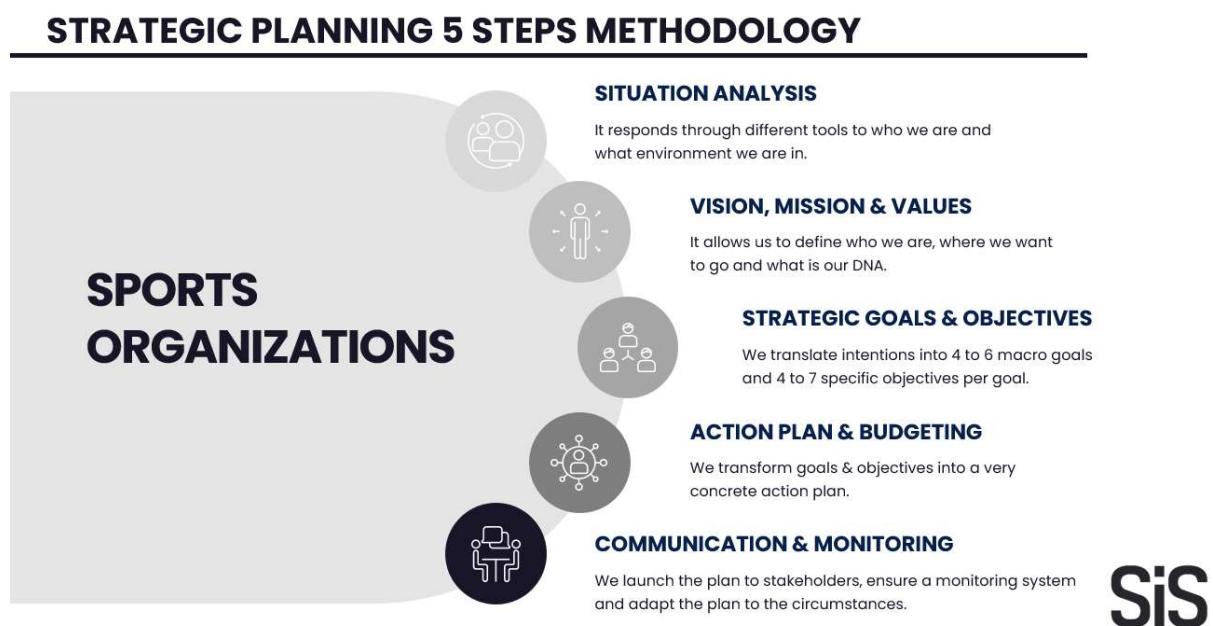 STRATEGIC PLANNING 5 STEPS METHODOLOGY
SPORTS
ORGANIZATIONS
SITUATION ANALYSIS
It responds through different tools to who we are and
what environment we are in.
VISION, MISSION & VALUES
It allows us to define who we are, where we want
to go and what is our DNA.
STRATEGIC GOALS & OBJECTIVES
We translate intentions into 4 to 6 macro goals
and 4 to 7 specific objectives per goal.
ACTION PLAN & BUDGETING
We transform goals & objectives into a very
concrete action plan.
COMMUNICATION & MONITORING
We launch the plan to stakeholders, ensure a monitoring system
and adapt the plan to the circumstances.
SiS